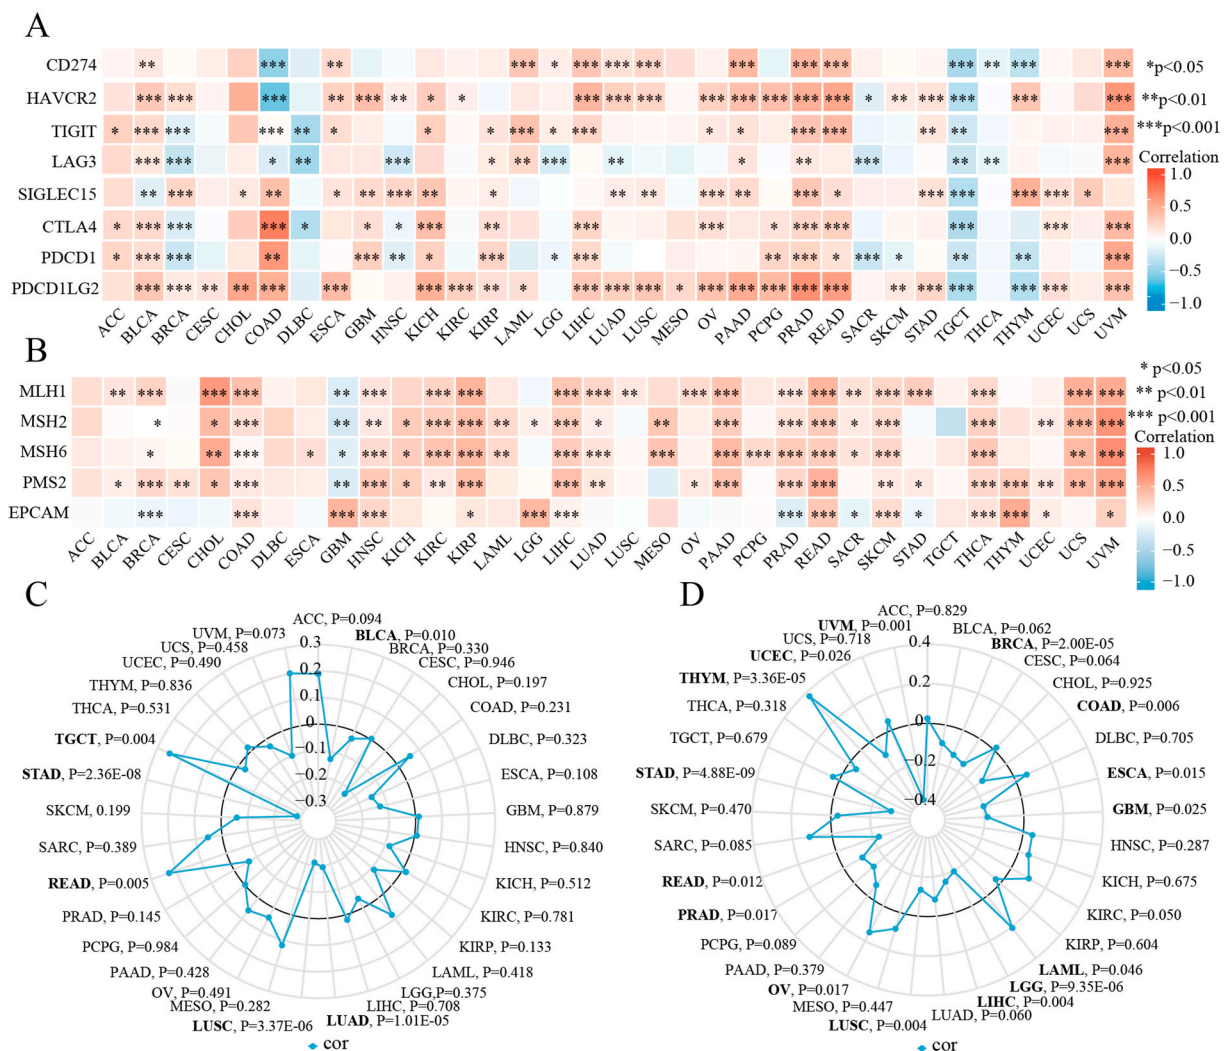 A
CD274 ** *** ** *** * *** *** *** *** *** *** *** ** *** ***
HAVCR2 *** *** *** ** *** ** * * *** *** *** *** *** *** *** *** * ** *** *** *** ***
TIGIT * *** *** *** ** * * * *** * *** * * *** *** ** ** ***
LAG3 *** *** * ** *** * ** *** ** * ** *** ** ** ***
SIGLEC15 ** *** * ** * ** *** ** * ** ** *** ** *** * *** *** *** *** *
CTLA4 * *** *** *** * * * *** ** *** *** * *** *** *** *** ***
PDCD1 * *** *** ** *** ** * *** * *** ** *** * *** * ** ** ***
PDCD1LG2 *** *** ** ** *** *** *** *** ** * *** *** *** * *** *** *** *** *** ** *** *** *** *** ***
ACC BLCA BRCA CESC CHOL COAD DLBC ESCA GBM HNSC KICH KIRC KIRP LAML LGG LIHC LUAD LUSC MESO OV PAAD PCPG PRAD READ SACR SKCM STAD TGCT THCA THYM UCEC UCS UVM
*p<0.05
**p<0.01
***p<0.001
Correlation
1.0
0.5
0.0
−0.5
−1.0
B
MLH1 ** *** *** *** ** *** *** *** *** *** ** *** *** *** *** ** *** *** *** *** ***
MSH2 * * *** ** ** * *** *** ** * *** * ** *** *** *** ** *** *** ** *** ***
MSH6 * ** *** * * *** * *** *** ** *** *** *** *** *** *** *** ** *** *** ** ***
PMS2 * *** ** * *** ** *** * ** *** *** ** * *** *** *** ** * *** *** ** ** ***
EPCAM *** *** *** *** * *** *** *** *** * *** * *** *** * *
ACC BLCA BRCA CESC CHOL COAD DLBC ESCA GBM HNSC KICH KIRC KIRP LAML LGG LIHC LUAD LUSC MESO OV PAAD PCPG PRAD READ SACR SKCM STAD TGCT THCA THYM UCEC UCS UVM
* p<0.05
** p<0.01
*** p<0.001
Correlation
1.0
0.5
0.0
−0.5
−1.0
C
ACC, P=0.094
BLCA, P=0.010
BRCA, P=0.330
CESC, P=0.946
CHOL, P=0.197
COAD, P=0.231
DLBC, P=0.323
ESCA, P=0.108
GBM, P=0.879
HNSC, P=0.840
KICH, P=0.512
KIRC, P=0.781
KIRP, P=0.133
LAML, P=0.418
LGG,P=0.375
LIHC, P=0.708
LUAD, P=1.01E-05
LUSC, P=3.37E-06
MESO, P=0.282
OV, P=0.491
PAAD, P=0.428
PCPG, P=0.984
PRAD, P=0.145
READ, P=0.005
SARC, P=0.389
SKCM, 0.199
STAD, P=2.36E-08
TGCT, P=0.004
THCA, P=0.531
THYM, P=0.836
UCEC, P=0.490
UCS, P=0.458
UVM, P=0.073
0.3
0.2
0.1
0
−0.1
−0.2
−0.3
cor
D
ACC, P=0.829
BLCA, P=0.062
BRCA, P=2.00E-05
CESC, P=0.064
CHOL, P=0.925
COAD, P=0.006
DLBC, P=0.705
ESCA, P=0.015
GBM, P=0.025
HNSC, P=0.287
KICH, P=0.675
KIRC, P=0.050
KIRP, P=0.604
LAML, P=0.046
LGG, P=9.35E-06
LIHC, P=0.004
LUAD, P=0.060
LUSC, P=0.004
MESO, P=0.447
OV, P=0.017
PAAD, P=0.379
PCPG, P=0.089
PRAD, P=0.017
READ, P=0.012
SARC, P=0.085
SKCM, P=0.470
STAD, P=4.88E-09
TGCT, P=0.679
THCA, P=0.318
THYM, P=3.36E-05
UCEC, P=0.026
UCS, P=0.718
UVM, P=0.001
0.4
0.2
0
−0.4
cor